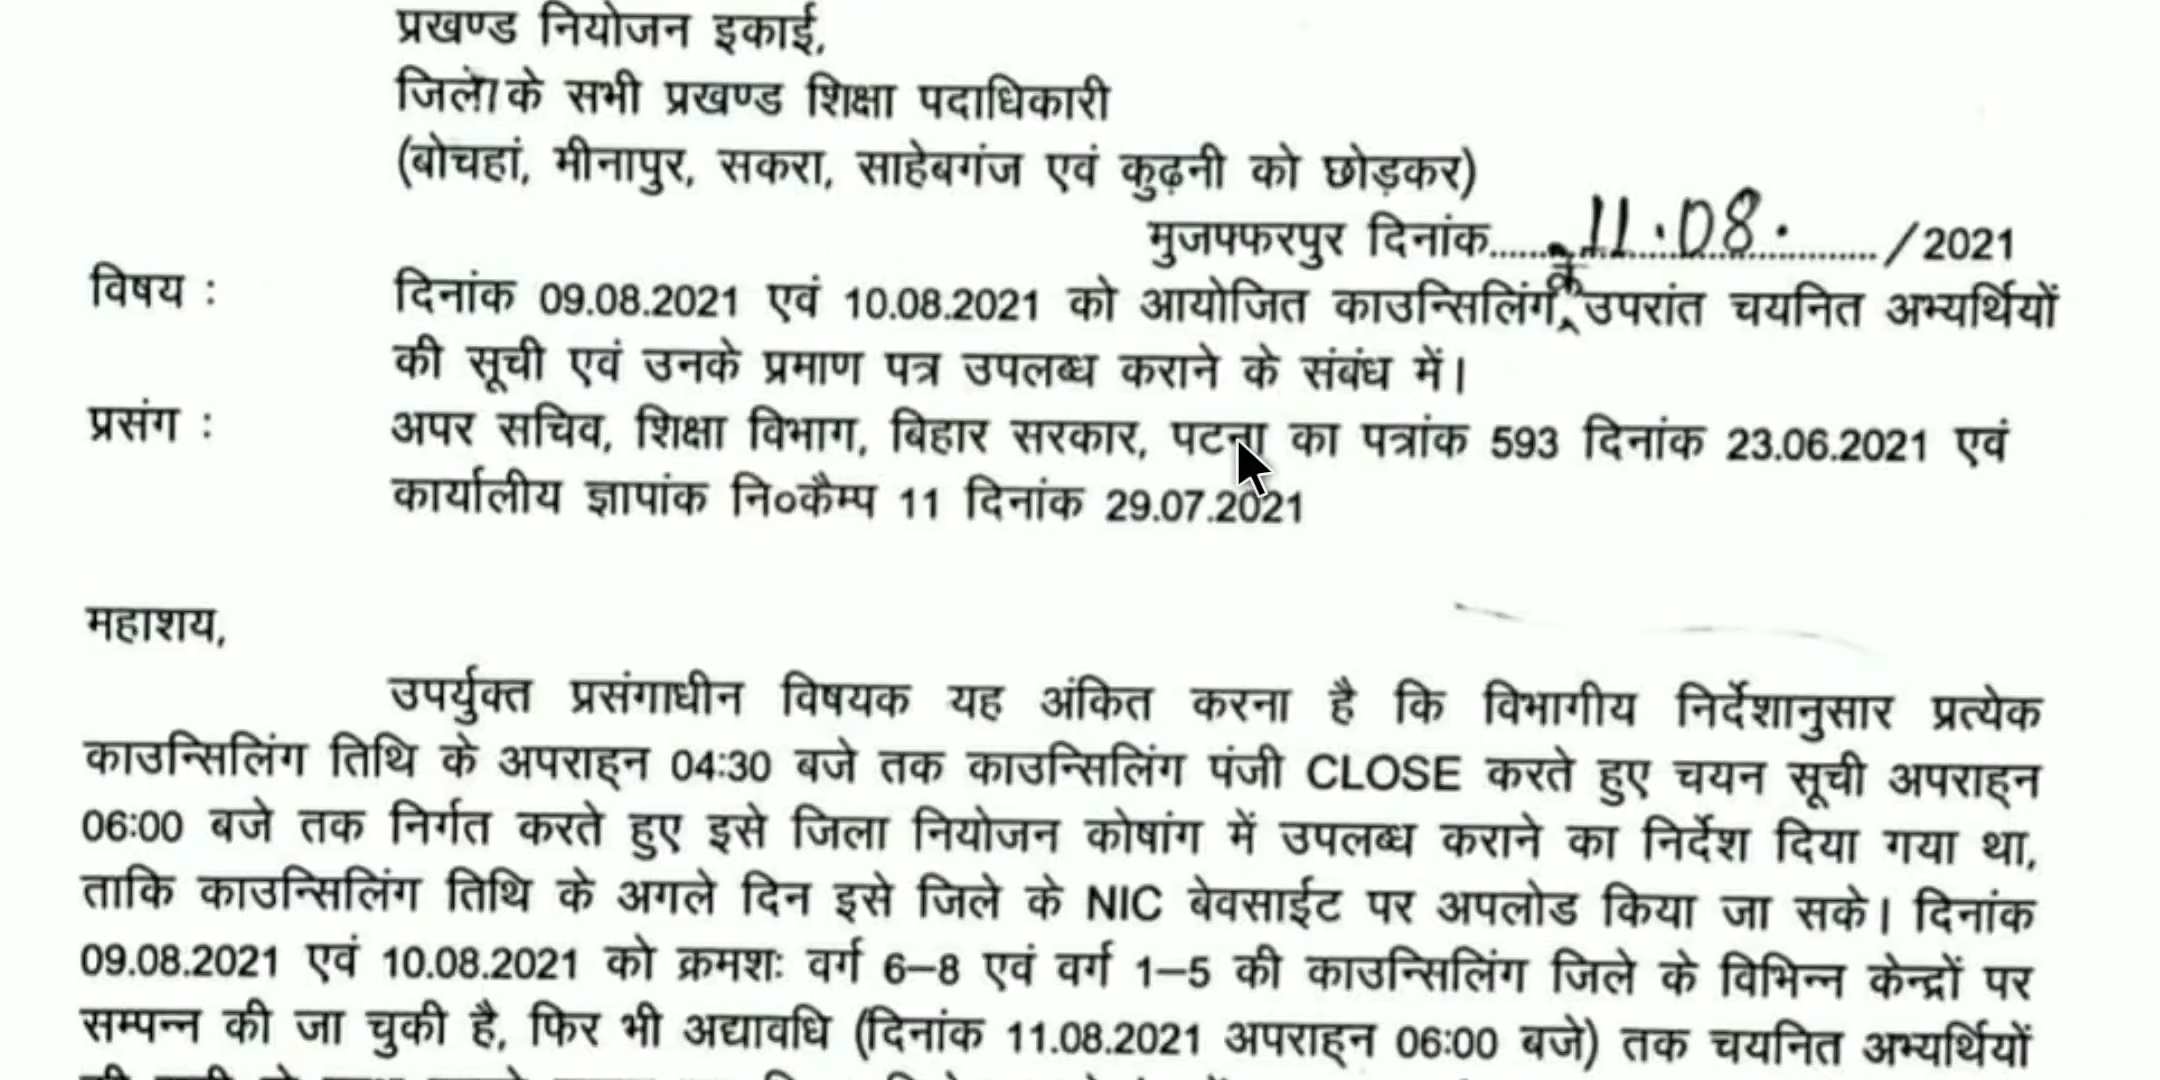 प्रखण्ड नियोजन इकाई,
जिले के सभी प्रखण्ड शिक्षा पदाधिकारी
(बोचहां, मीनापुर, सकरा, साहेबगंज एवं कुढ़नी को छोड़कर)
मुजफ्फरपुर दिनांक.......11.08.............../2021
विषय : दिनांक 09.08.2021 एवं 10.08.2021 को आयोजित काउन्सिलिंग के उपरांत चयनित अभ्यर्थियों
की सूची एवं उनके प्रमाण पत्र उपलब्ध कराने के संबंध में।
प्रसंग : अपर सचिव, शिक्षा विभाग, बिहार सरकार, पटना का पत्रांक 593 दिनांक 23.06.2021 एवं
कार्यालीय ज्ञापांक नि०कैम्प 11 दिनांक 29.07.2021
महाशय,
उपर्युक्त प्रसंगाधीन विषयक यह अंकित करना है कि विभागीय निर्देशानुसार प्रत्येक
काउन्सिलिंग तिथि के अपराह्न 04:30 बजे तक काउन्सिलिंग पंजी CLOSE करते हुए चयन सूची अपराह्न
06:00 बजे तक निर्गत करते हुए इसे जिला नियोजन कोषांग में उपलब्ध कराने का निर्देश दिया गया था,
ताकि काउन्सिलिंग तिथि के अगले दिन इसे जिले के NIC बेवसाईट पर अपलोड किया जा सके। दिनांक
09.08.2021 एवं 10.08.2021 को क्रमशः वर्ग 6–8 एवं वर्ग 1–5 की काउन्सिलिंग जिले के विभिन्न केन्द्रों पर
सम्पन्न की जा चुकी है, फिर भी अद्यावधि (दिनांक 11.08.2021 अपराह्न 06:00 बजे) तक चयनित अभ्यर्थियों